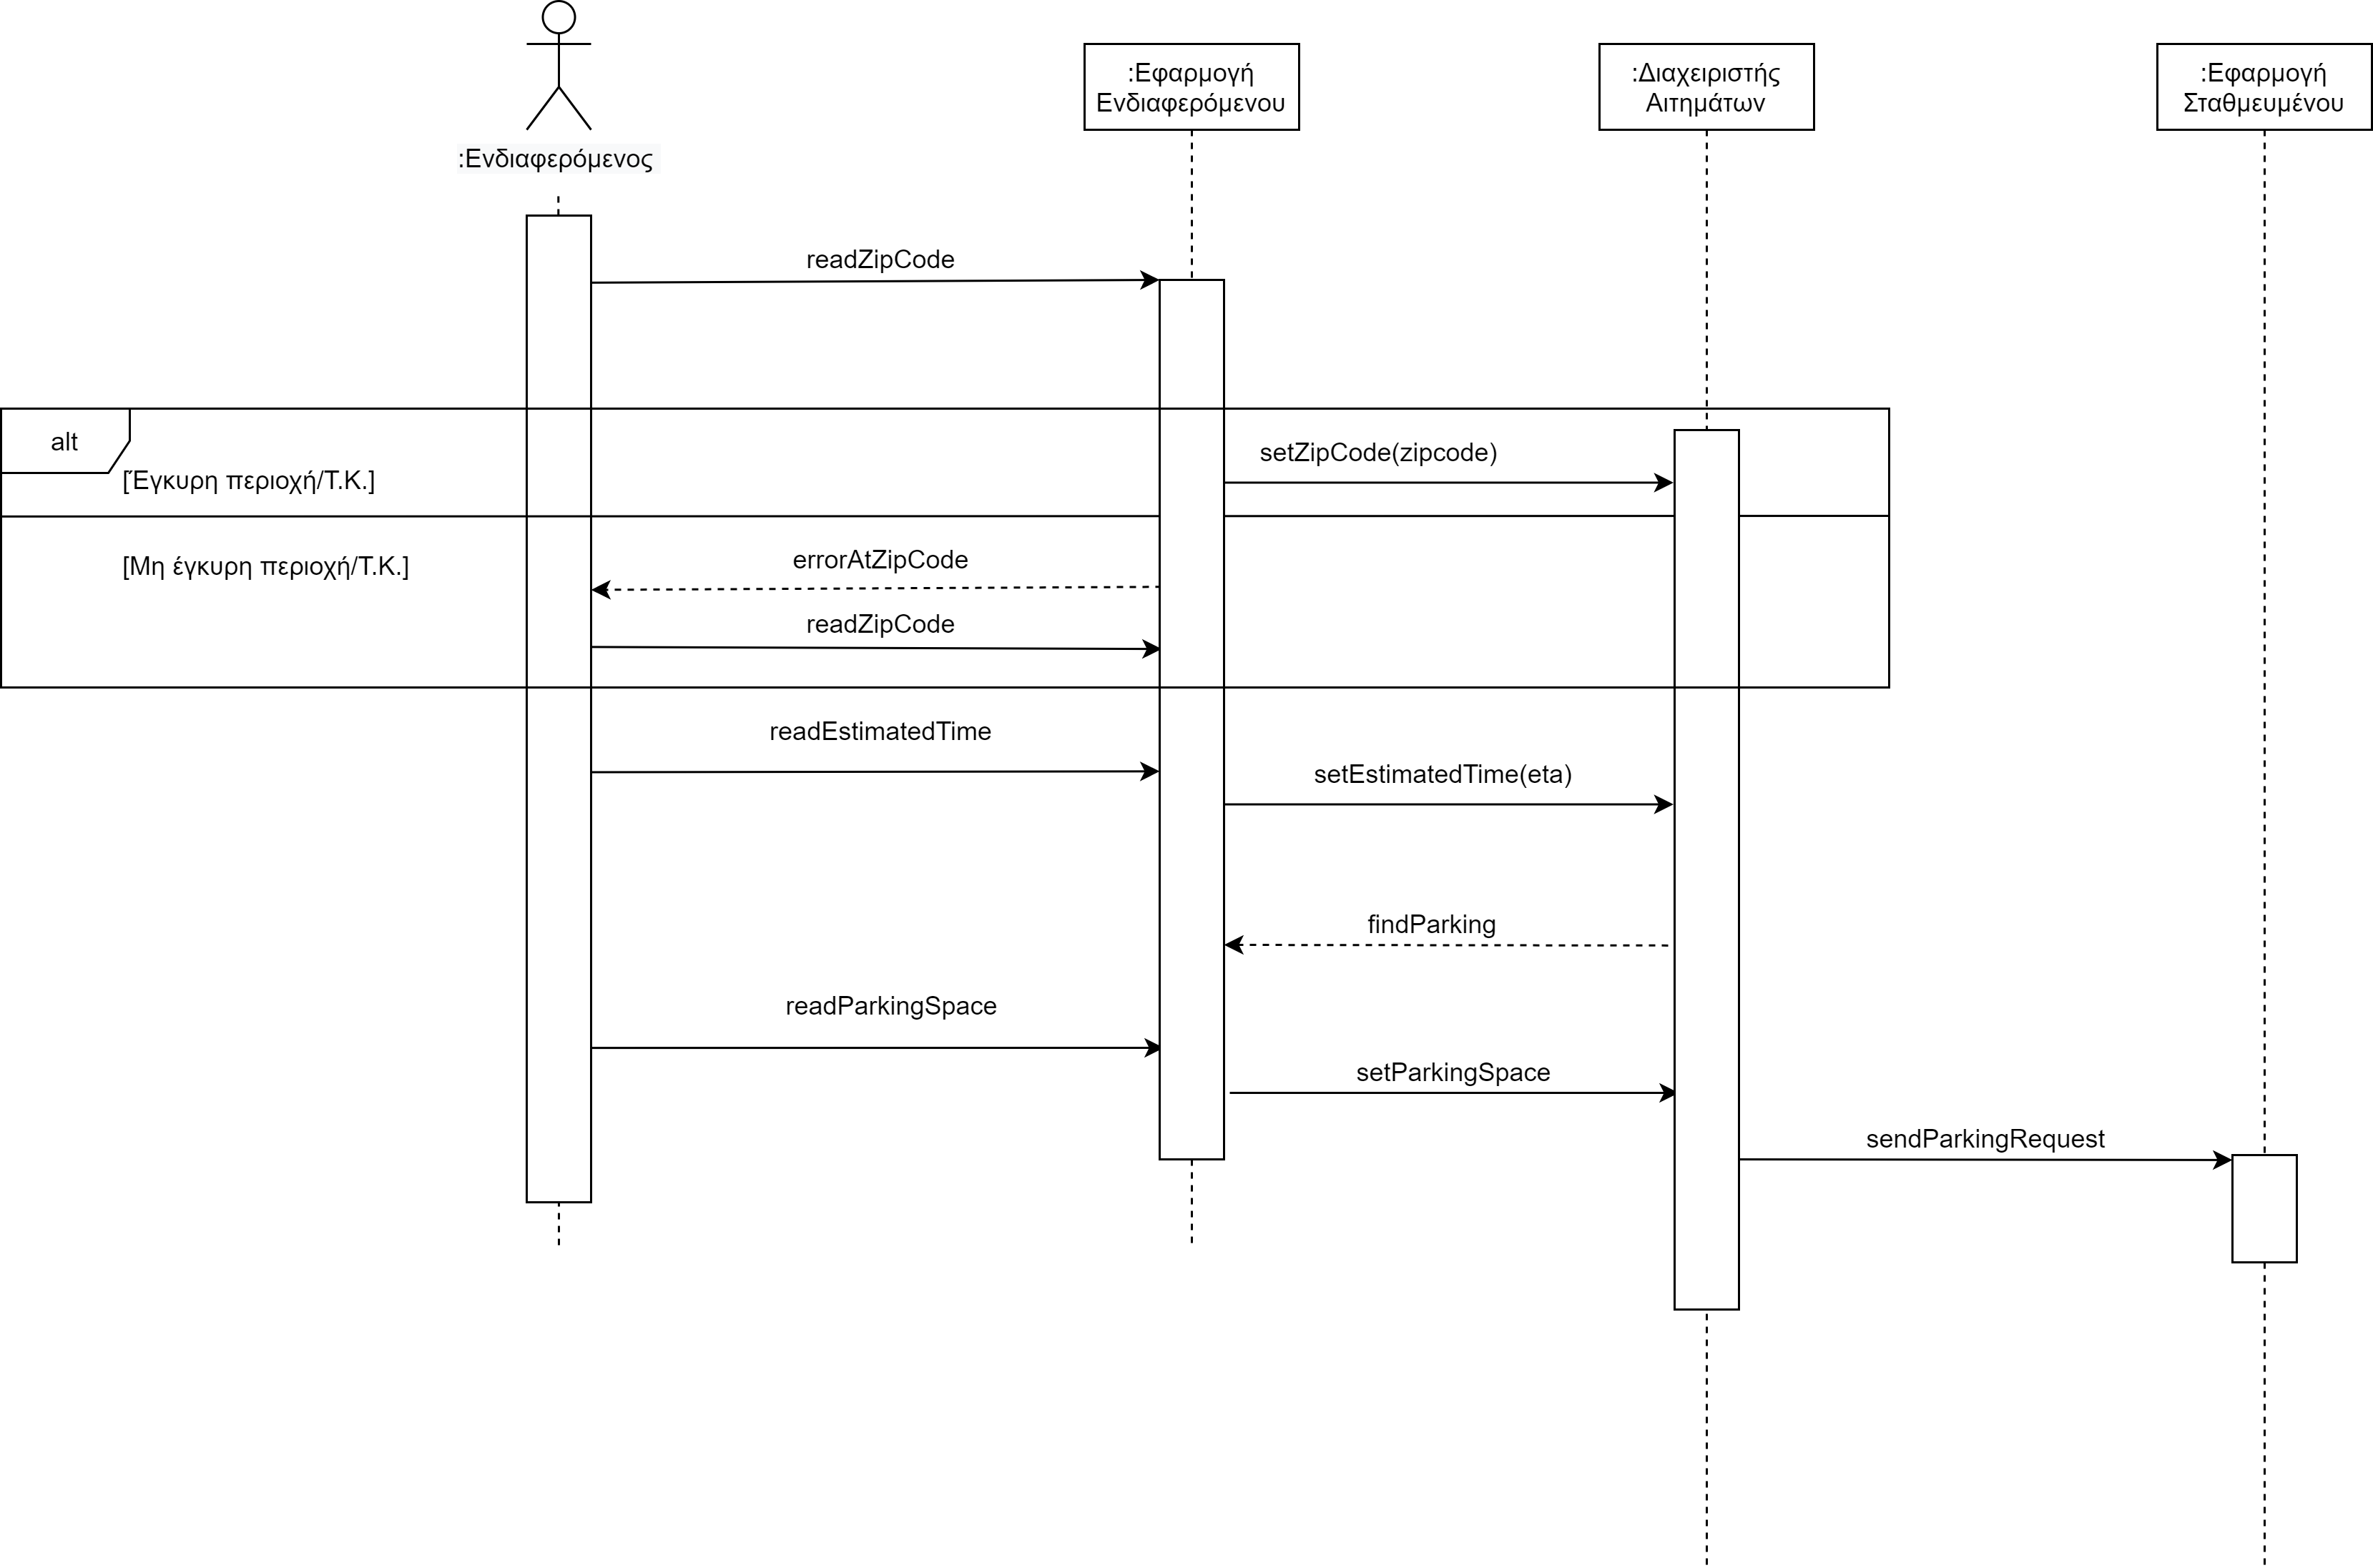 :Ενδιαφερόμενος
:Εφαρμογή
Ενδιαφερόμενου
:Διαχειριστής
Αιτημάτων
:Εφαρμογή
Σταθμευμένου
readZipCode
alt
[Έγκυρη περιοχή/Τ.Κ.]
setZipCode(zipcode)
[Μη έγκυρη περιοχή/Τ.Κ.]
errorAtZipCode
readZipCode
readEstimatedTime
setEstimatedTime(eta)
findParking
readParkingSpace
setParkingSpace
sendParkingRequest